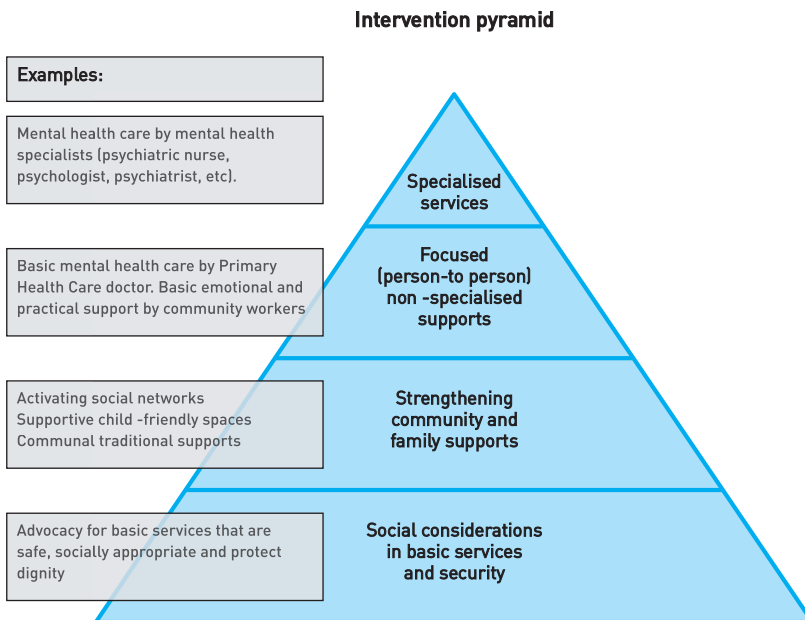 Intervention pyramid
Examples:
Mental health care by mental health
specialists (psychiatric nurse,
psychologist, psychiatrist, etc).
Specialised
services
Basic mental health care by Primary
Health Care doctor. Basic emotional and
practical support by community workers
Focused
(person-to person)
non -specialised
supports
Activating social networks
Supportive child -friendly spaces
Communal traditional supports
Strengthening
community and
family supports
Advocacy for basic services that are
safe, socially appropriate and protect
dignity
Social considerations
in basic services
and security